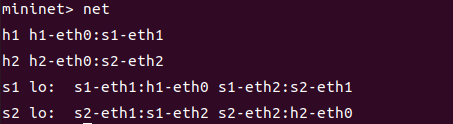 mininet> net
h1 h1-eth0:s1-eth1
h2 h2-eth0:s2-eth2
s1 lo:  s1-eth1:h1-eth0 s1-eth2:s2-eth1
s2 lo:  s2-eth1:s1-eth2 s2-eth2:h2-eth0